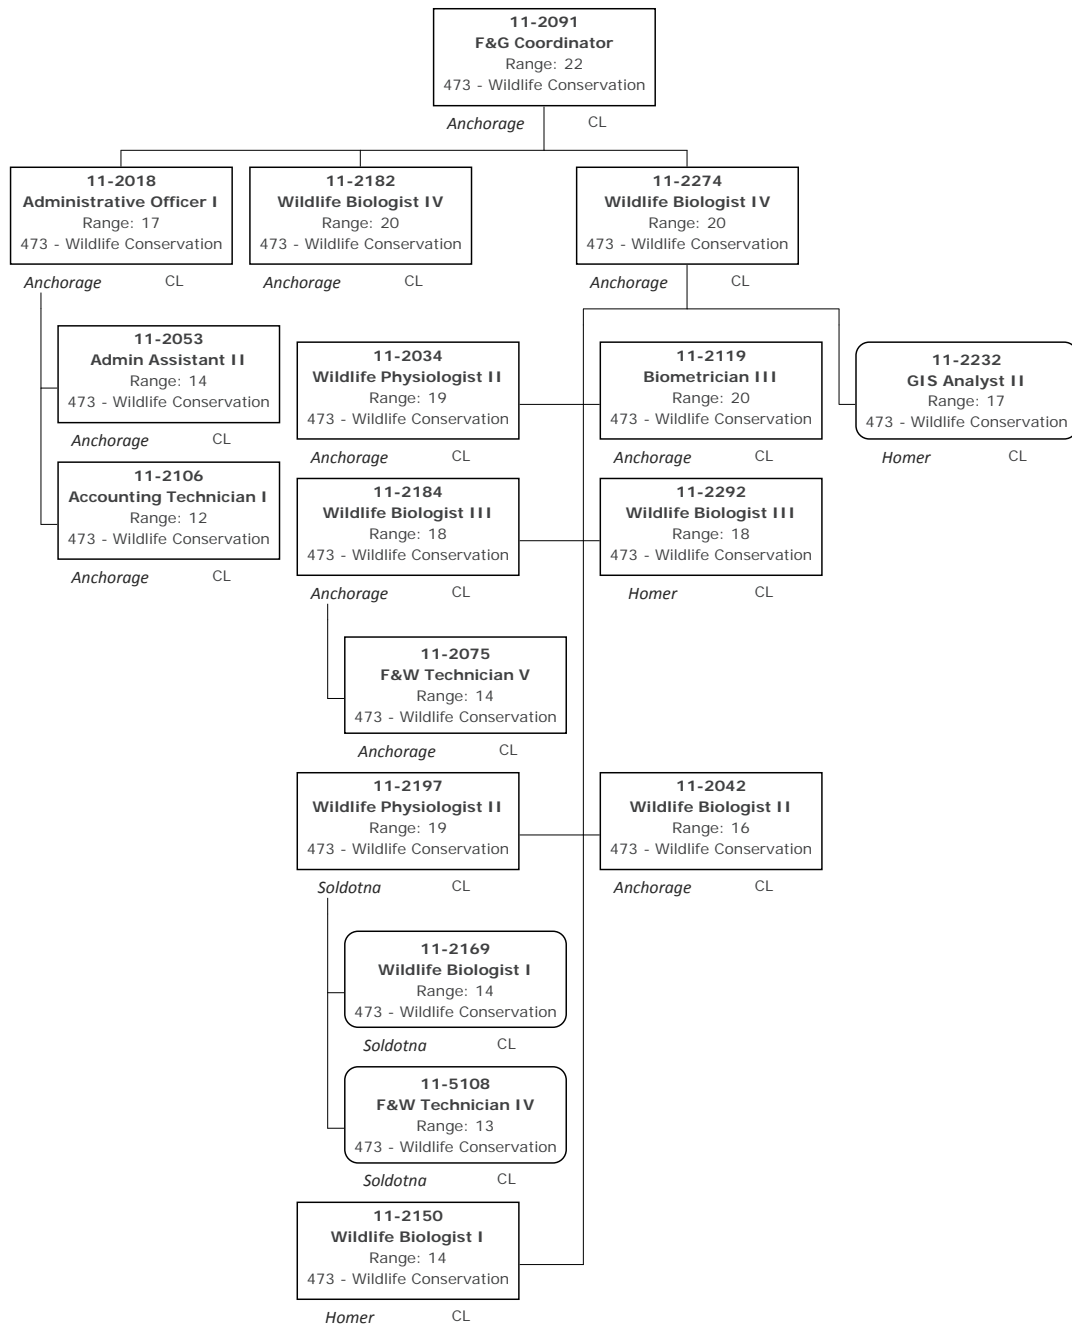 11-2091
F&G Coordinator
Range: 22
473 - Wildlife Conservation
Anchorage CL
11-2018
Administrative Officer I
Range: 17
473 - Wildlife Conservation
Anchorage CL
11-2182
Wildlife Biologist IV
Range: 20
473 - Wildlife Conservation
Anchorage CL
11-2274
Wildlife Biologist IV
Range: 20
473 - Wildlife Conservation
Anchorage CL
11-2053
Admin Assistant II
Range: 14
473 - Wildlife Conservation
Anchorage CL
11-2034
Wildlife Physiologist II
Range: 19
473 - Wildlife Conservation
Anchorage CL
11-2119
Biometrician III
Range: 20
473 - Wildlife Conservation
Anchorage CL
11-2232
GIS Analyst II
Range: 17
473 - Wildlife Conservation
Homer CL
11-2106
Accounting Technician I
Range: 12
473 - Wildlife Conservation
Anchorage CL
11-2184
Wildlife Biologist III
Range: 18
473 - Wildlife Conservation
Anchorage CL
11-2292
Wildlife Biologist III
Range: 18
473 - Wildlife Conservation
Homer CL
11-2075
F&W Technician V
Range: 14
473 - Wildlife Conservation
Anchorage CL
11-2197
Wildlife Physiologist II
Range: 19
473 - Wildlife Conservation
Soldotna CL
11-2042
Wildlife Biologist II
Range: 16
473 - Wildlife Conservation
Anchorage CL
11-2169
Wildlife Biologist I
Range: 14
473 - Wildlife Conservation
Soldotna CL
11-5108
F&W Technician IV
Range: 13
473 - Wildlife Conservation
Soldotna CL
11-2150
Wildlife Biologist I
Range: 14
473 - Wildlife Conservation
Homer CL